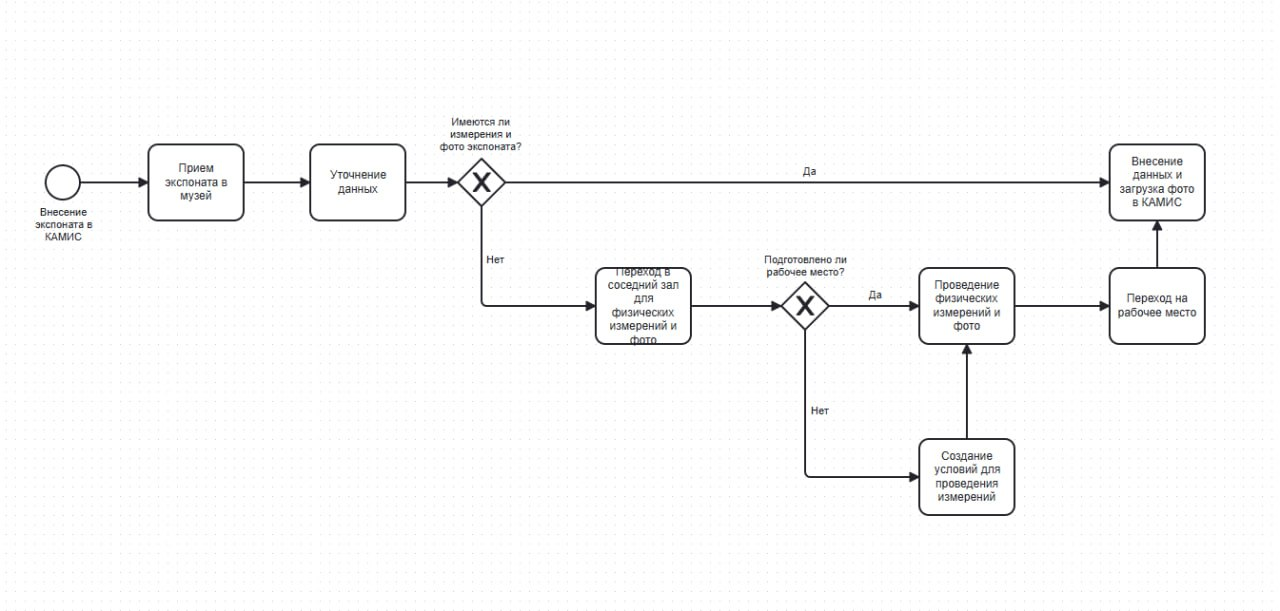 Имеются ли
измерения и
фото экспоната?
Прием
экспоната в
музей
Уточнение
данных
Да
Внесение
данных и
загрузка фото
в КАМИС
Внесение
экспоната в
КАМИС
Нет
Переход в
соседний зал
для
физических
измерений и
фото
Подготовлено ли
рабочее место?
Да
Проведение
физических
измерений и
фото
Переход на
рабочее место
Нет
Создание
условий для
проведения
измерений